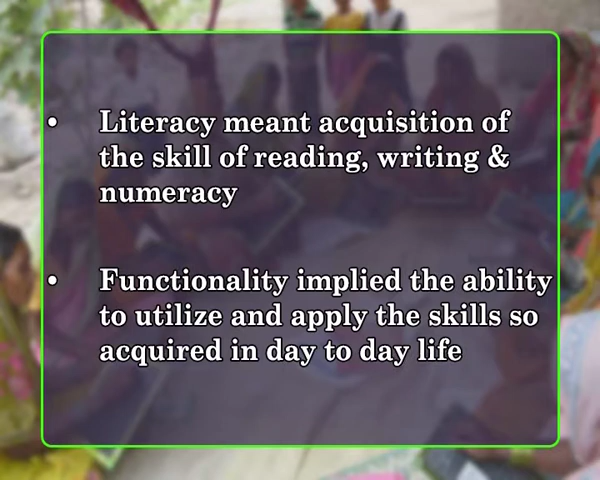 • Literacy meant acquisition of
the skill of reading, writing &
numeracy
• Functionality implied the ability
to utilize and apply the skills so
acquired in day to day life